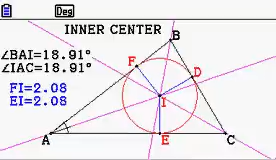 Deg
INNER CENTER
∠BAI=18.91°
∠IAC=18.91°
FI=2.08
EI=2.08
B
F
D
I
A
E
C